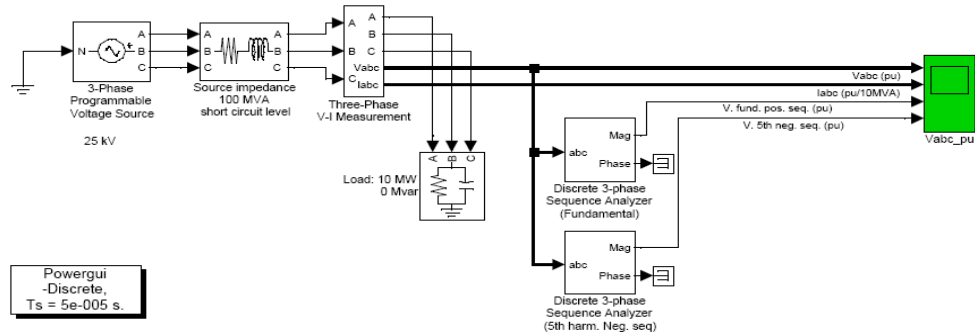 N
A
B
C
3-Phase
Programmable
Voltage Source
25 kV
A
B
C
A
B
C
Source impedance
100 MVA
short circuit level
A
B
C
A
B
C
Vabc
Iabc
Three-Phase
V-I Measurement
A
B
C
Load: 10 MW
0 Mvar
Vabc (pu)
Iabc (pu/10MVA)
V. fund. pos. seq. (pu)
V. 5th neg. seq. (pu)
Vabc_pu
abc
Mag
Phase
Discrete 3-phase
Sequence Analyzer
(Fundamental)
abc
Mag
Phase
Discrete 3-phase
Sequence Analyzer
(5th harm. Neg. seq)
Powergui
-Discrete,
Ts = 5e-005 s.